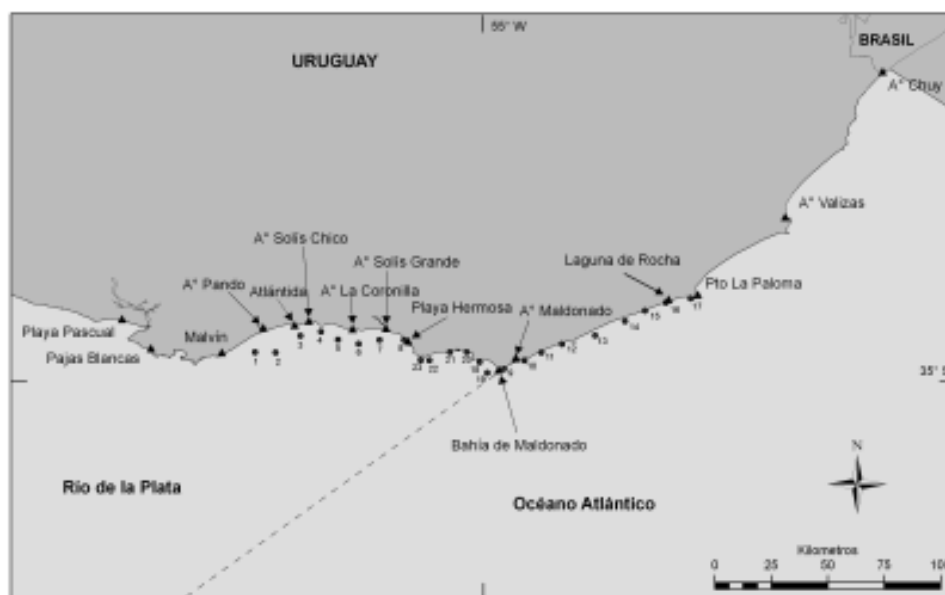 55° W
BRASIL
URUGUAY
A° Chuy
A° Valizas
A° Solís Chico
A° Solís Grande
Laguna de Rocha
A° Pando
Atlántida
A° La Coronilla
Playa Hermosa
Pto La Paloma
A° Maldonado
Playa Pascual
Malvín
Pajas Blancas
1
2
3
4
5
6
7
8
23
22
21
20
9
10
11
12
13
14
15
16
17
35° S
Bahía de Maldonado
Río de la Plata
Océano Atlántico
N
Kilometros
0 25 50 75 100